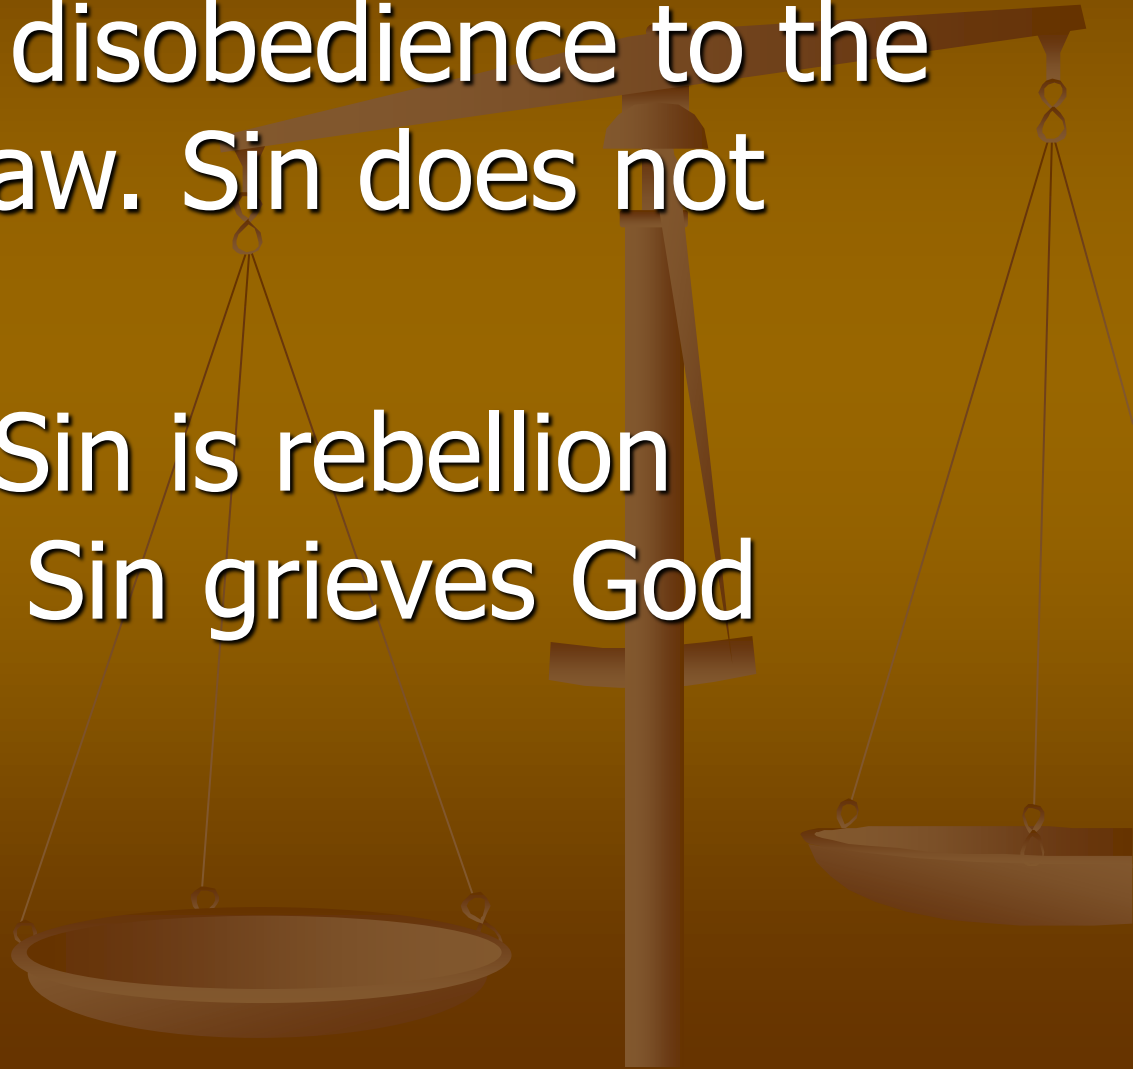 disobedience to the
aw. Sin does not
Sin is rebellion
Sin grieves God